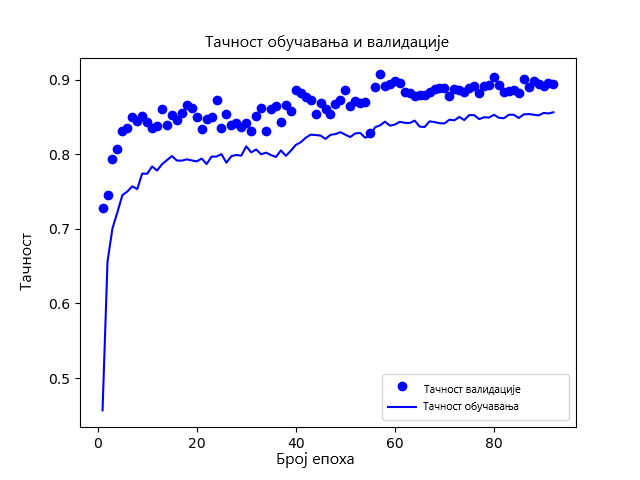 Тачност обучавања и валидације
Тачност
0.9
0.8
0.7
0.6
0.5
0
20
40
60
80
Број епоха
Тачност валидације
Тачност обучавања